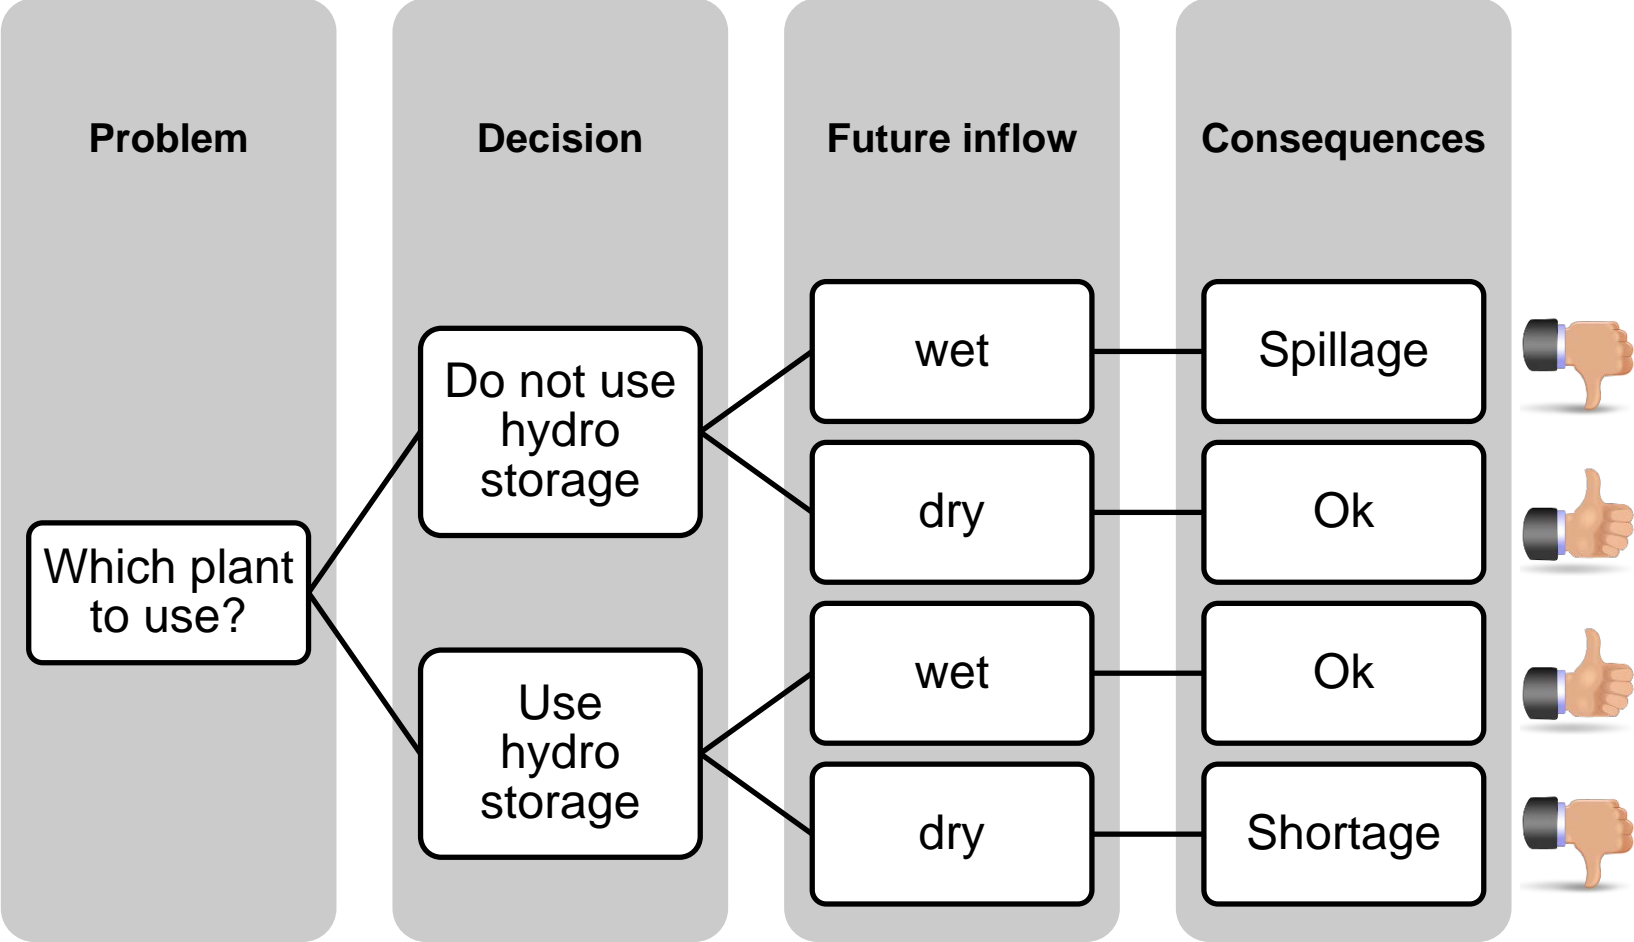 Problem
Decision
Future inflow
Consequences
Which plant
to use?
Do not use
hydro
storage
wet
Spillage
dry
Ok
Use
hydro
storage
wet
Ok
dry
Shortage